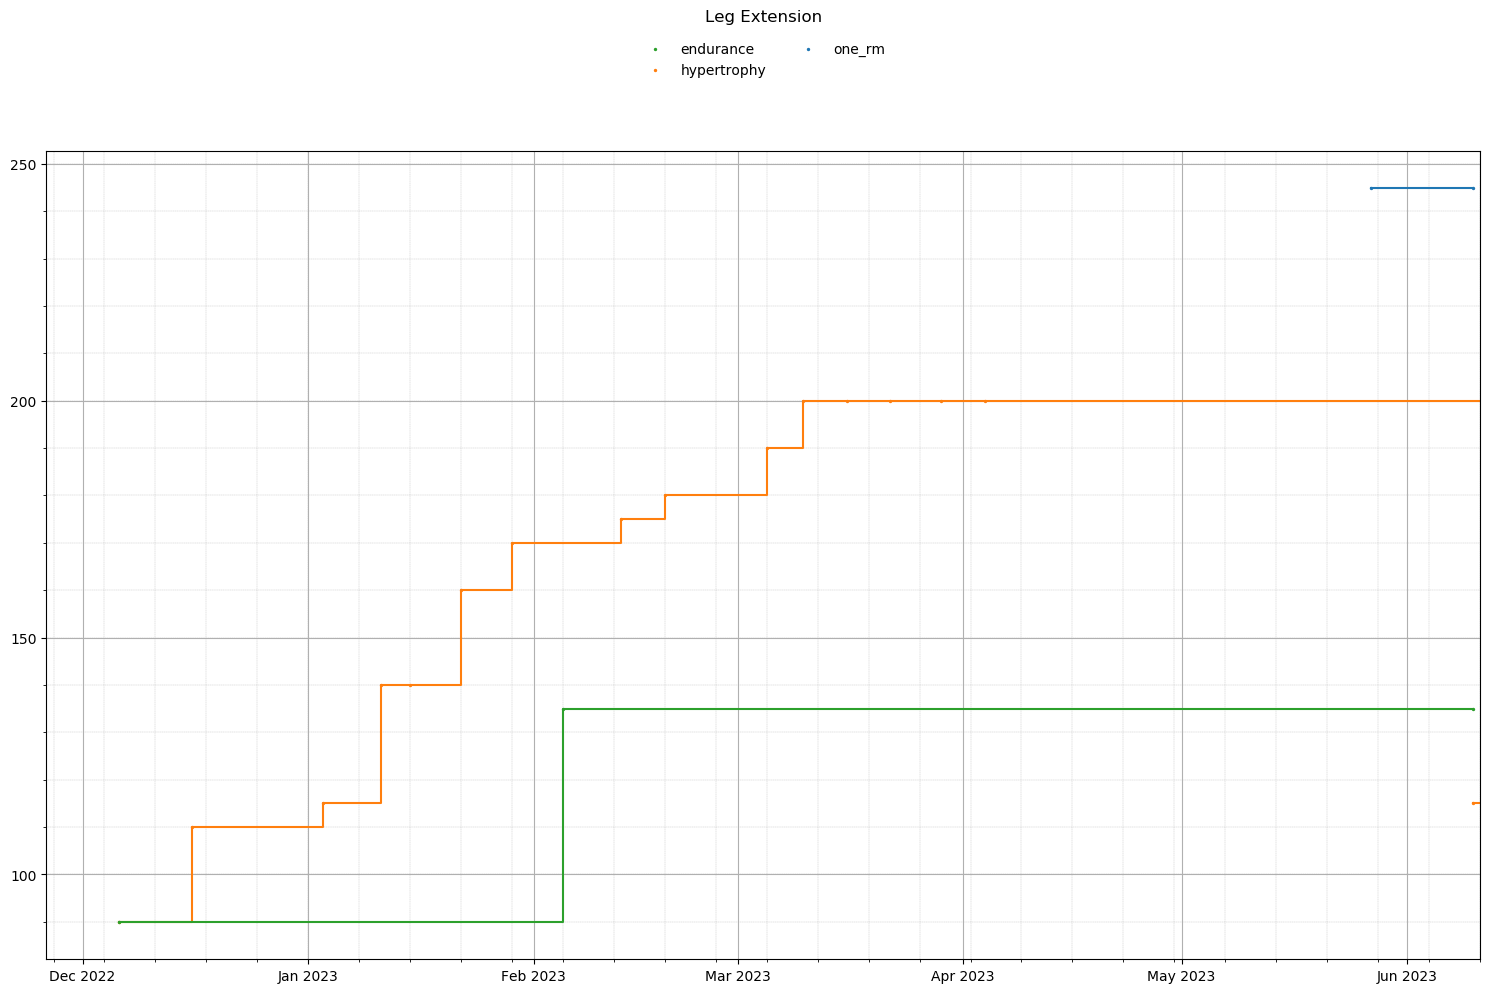 Leg Extension
endurance
hypertrophy
one_rm
250
200
150
100
Dec 2022
Jan 2023
Feb 2023
Mar 2023
Apr 2023
May 2023
Jun 2023